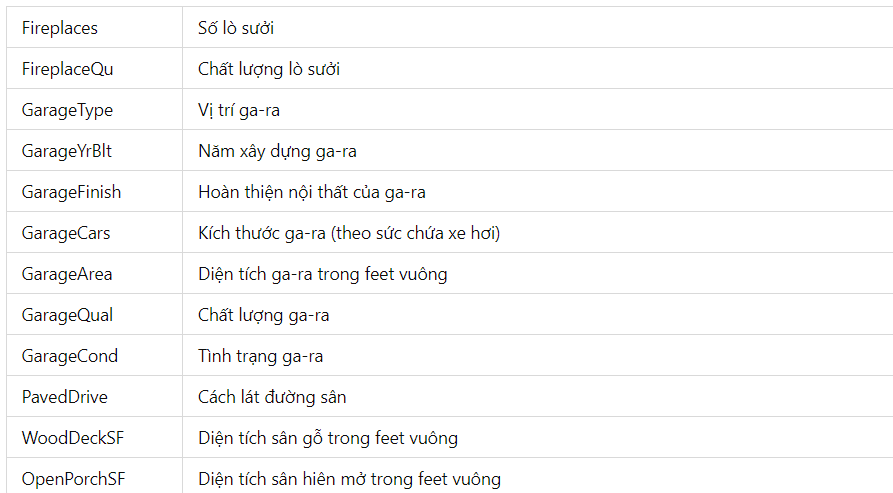 Fireplaces Số lò sưởi
FireplaceQu Chất lượng lò sưởi
GarageType Vị trí ga-ra
GarageYrBlt Năm xây dựng ga-ra
GarageFinish Hoàn thiện nội thất của ga-ra
GarageCars Kích thước ga-ra (theo sức chứa xe hơi)
GarageArea Diện tích ga-ra trong feet vuông
GarageQual Chất lượng ga-ra
GarageCond Tình trạng ga-ra
PavedDrive Cách lát đường sân
WoodDeckSF Diện tích sân gỗ trong feet vuông
OpenPorchSF Diện tích sân hiên mở trong feet vuông